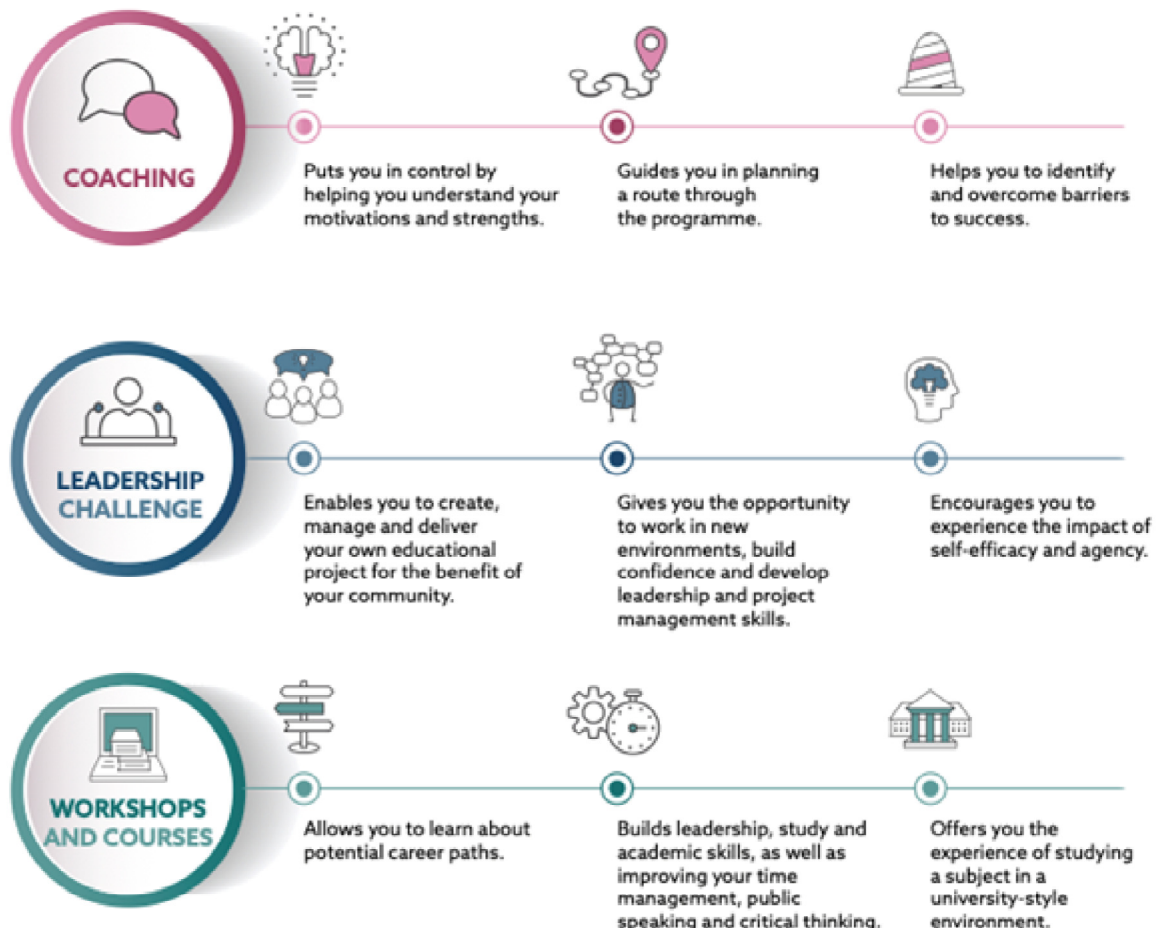 COACHING
Puts you in control by
helping you understand your
motivations and strengths.
Guides you in planning
a route through
the programme.
Helps you to identify
and overcome barriers
to success.
LEADERSHIP
CHALLENGE
Enables you to create,
manage and deliver
your own educational
project for the benefit of
your community.
Gives you the opportunity
to work in new
environments, build
confidence and develop
leadership and project
management skills.
Encourages you to
experience the impact of
self-efficacy and agency.
WORKSHOPS
AND COURSES
Allows you to learn about
potential career paths.
Builds leadership, study and
academic skills, as well as
improving your time
management, public
speaking and critical thinking.
Offers you the
experience of studying
a subject in a
university-style
environment.